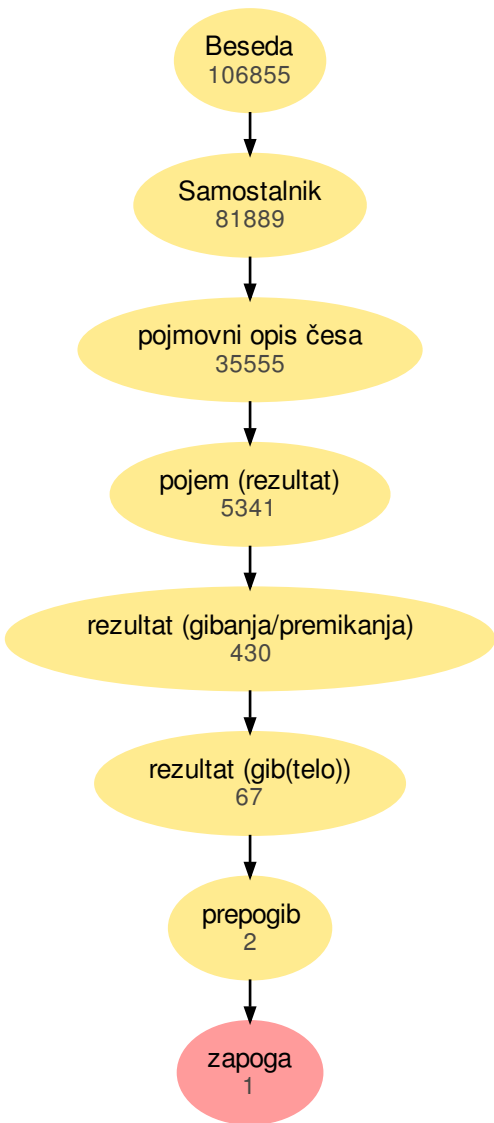 Beseda
106855
Samostalnik
81889
pojmovni opis česa
35555
pojem (rezultat)
5341
rezultat (gibanja/premikanja)
430
rezultat (gib(telo))
67
prepogib
2
zapoga
1